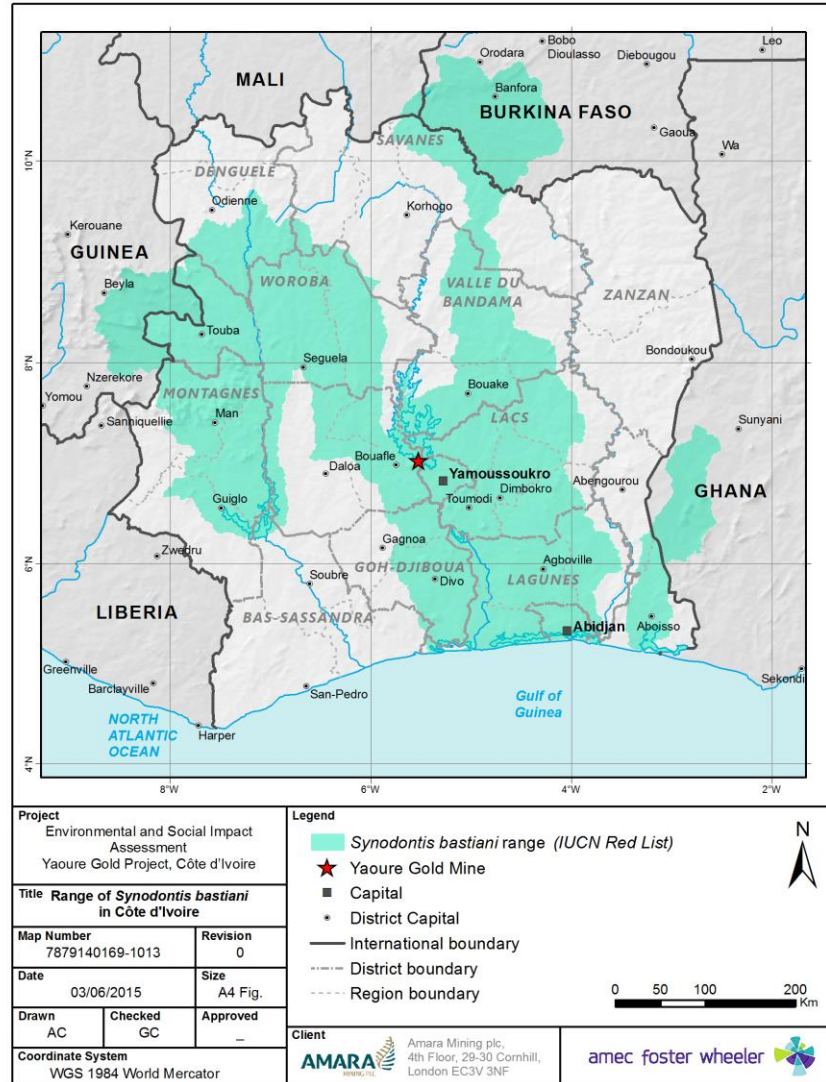 Orodara
Bobo
Dioulasso
Diebougou
Leo
MALI
Banfora
BURKINA FASO
Gaoua
Wa
SAVANES
10°N
10°N
DENGUELE
Odienne
Korhogo
Kerouane
GUINEA
Beyla
WOROBA
VALLE DU
BANDAMA
ZANZAN
Touba
8°N
8°N
Seguela
Bondoukou
Nzerekore
MONTAGNES
Bouake
Yomou
Sanniquellie
Man
LACS
Sunyani
Bouafle
Daloa
Yamoussoukro
Abengourou
GHANA
Guiglo
Toumodi
Dimbokro
6°N
6°N
Zwedru
Gagnoa
Soubre
GOH-DJIBOUA
Divo
Agboville
LAGUNES
LIBERIA
BAS-SASSANDRA
Abidjan
Aboisso
Greenville
Barclayville
San-Pedro
Sekondi
Gulf of
Guinea
NORTH
ATLANTIC
OCEAN
Harper
4°N
4°N
8°W
6°W
4°W
2°W
Project
Environmental and Social Impact
Assessment
Yaoure Gold Project, Côte d'Ivoire
Title Range of Synodontis bastiani
in Côte d'Ivoire
Map Number
7879140169-1013
Revision
0
Date
03/06/2015
Size
A4 Fig.
Drawn
AC
Checked
GC
Approved
_
Coordinate System
WGS 1984 World Mercator
Legend
Synodontis bastiani range (IUCN Red List)
Yaoure Gold Mine
Capital
District Capital
International boundary
District boundary
Region boundary
N
0 50 100 200
Km
Client
AMARA
MINING PLC
Amara Mining plc,
4th Floor, 29-30 Cornhill,
London EC3V 3NF
amec foster wheeler